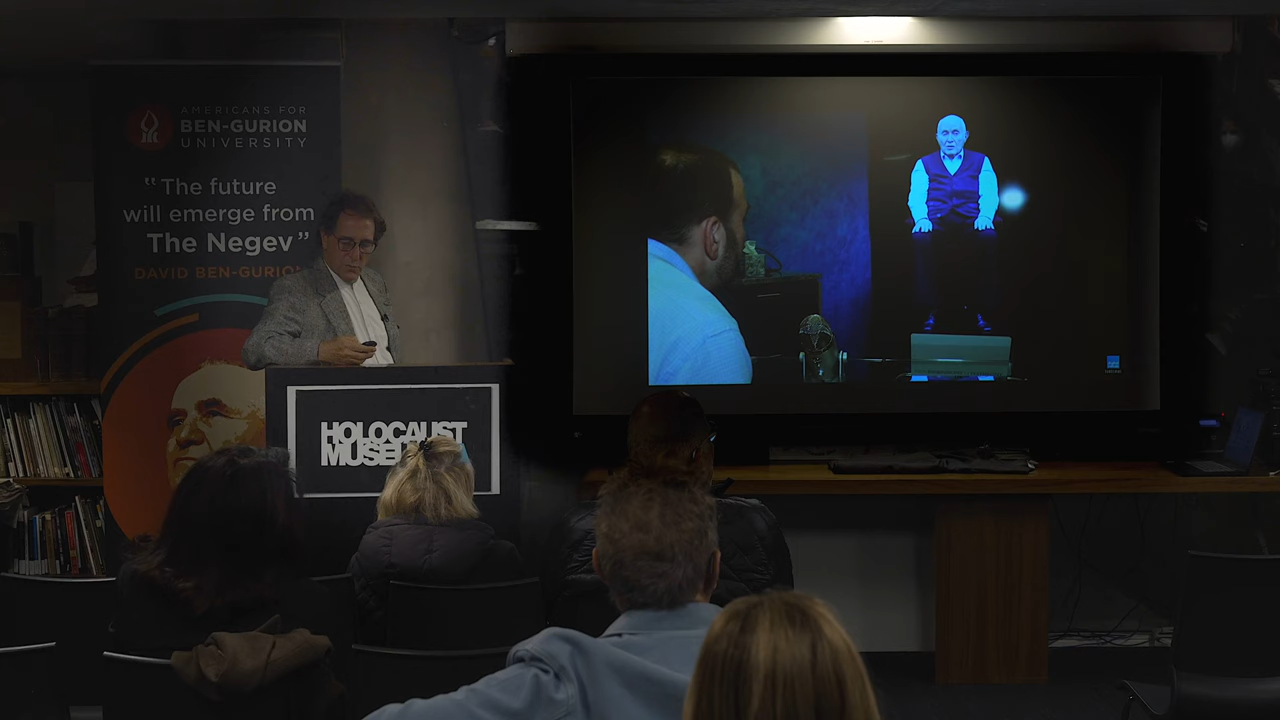 AMERICANS FOR
BEN-GURION
UNIVERSITY
“The future
will emerge from
The Negev”
DAVID BEN-GURION
HOLOCAUST